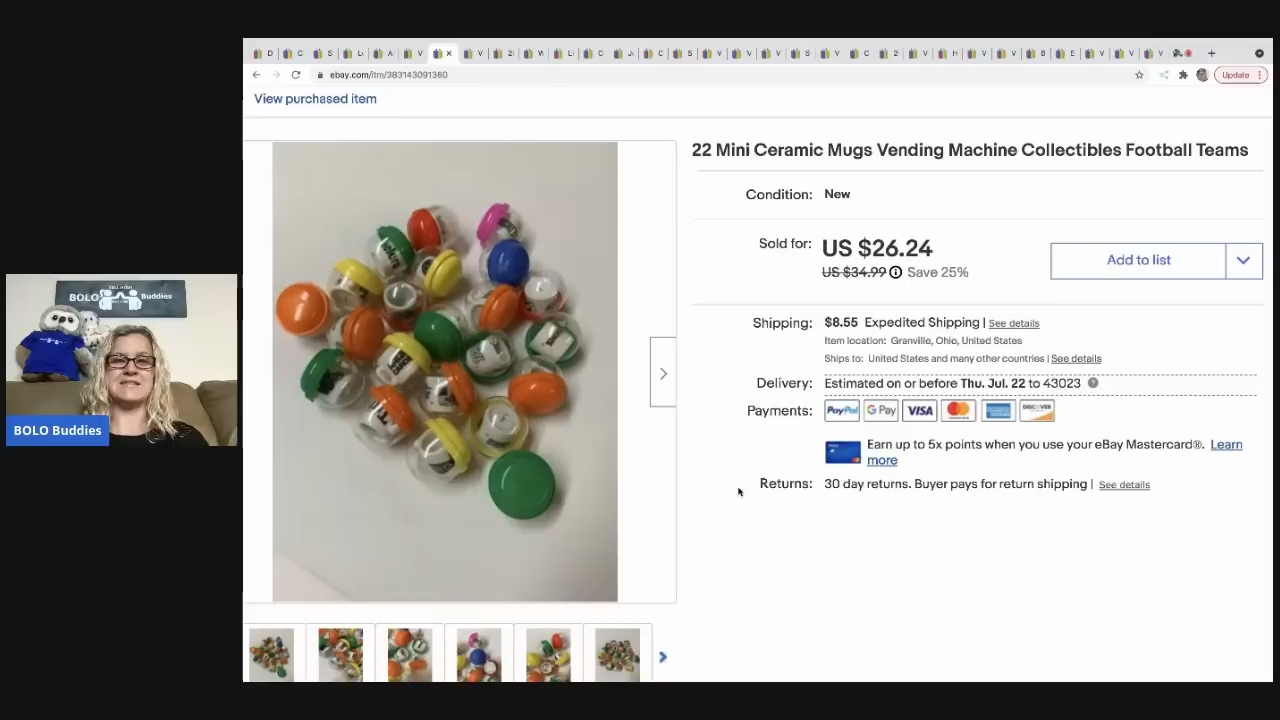 ebay.com/itm/383143091360
Update
View purchased item
22 Mini Ceramic Mugs Vending Machine Collectibles Football Teams
Condition: New
Sold for: US $26.24
US $34.99 Save 25%
Add to list
Shipping: $8.55 Expedited Shipping | See details
Item location: Granville, Ohio, United States
Ships to: United States and many other countries | See details
Delivery: Estimated on or before Thu. Jul. 22 to 43023
Payments: PayPal G Pay VISA DISCOVER
Earn up to 5x points when you use your eBay Mastercard®. Learn
more
Returns: 30 day returns. Buyer pays for return shipping | See details
BOLO Buddies
BOLO Buddies